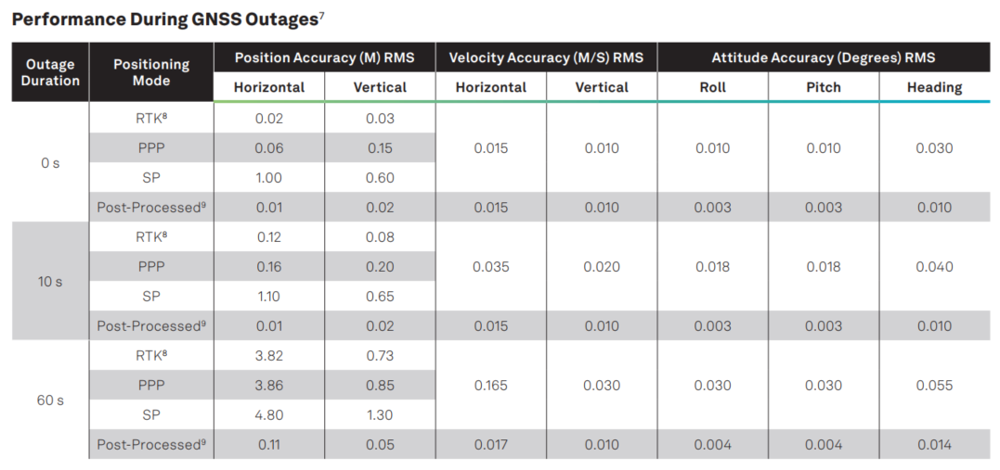 Performance During GNSS Outages⁷
Outage Duration Positioning Mode Position Accuracy (M) RMS Velocity Accuracy (M/S) RMS Attitude Accuracy (Degrees) RMS
Horizontal Vertical Horizontal Vertical Roll Pitch Heading
0 s
RTK⁸ 0.02 0.03
PPP 0.06 0.15 0.015 0.010 0.010 0.010 0.030
SP 1.00 0.60
Post-Processed⁹ 0.01 0.02 0.015 0.010 0.003 0.003 0.010
10 s
RTK⁸ 0.12 0.08
PPP 0.16 0.20 0.035 0.020 0.018 0.018 0.040
SP 1.10 0.65
Post-Processed⁹ 0.01 0.02 0.015 0.010 0.003 0.003 0.010
60 s
RTK⁸ 3.82 0.73
PPP 3.86 0.85 0.165 0.030 0.030 0.030 0.055
SP 4.80 1.30
Post-Processed⁹ 0.11 0.05 0.017 0.010 0.004 0.004 0.014